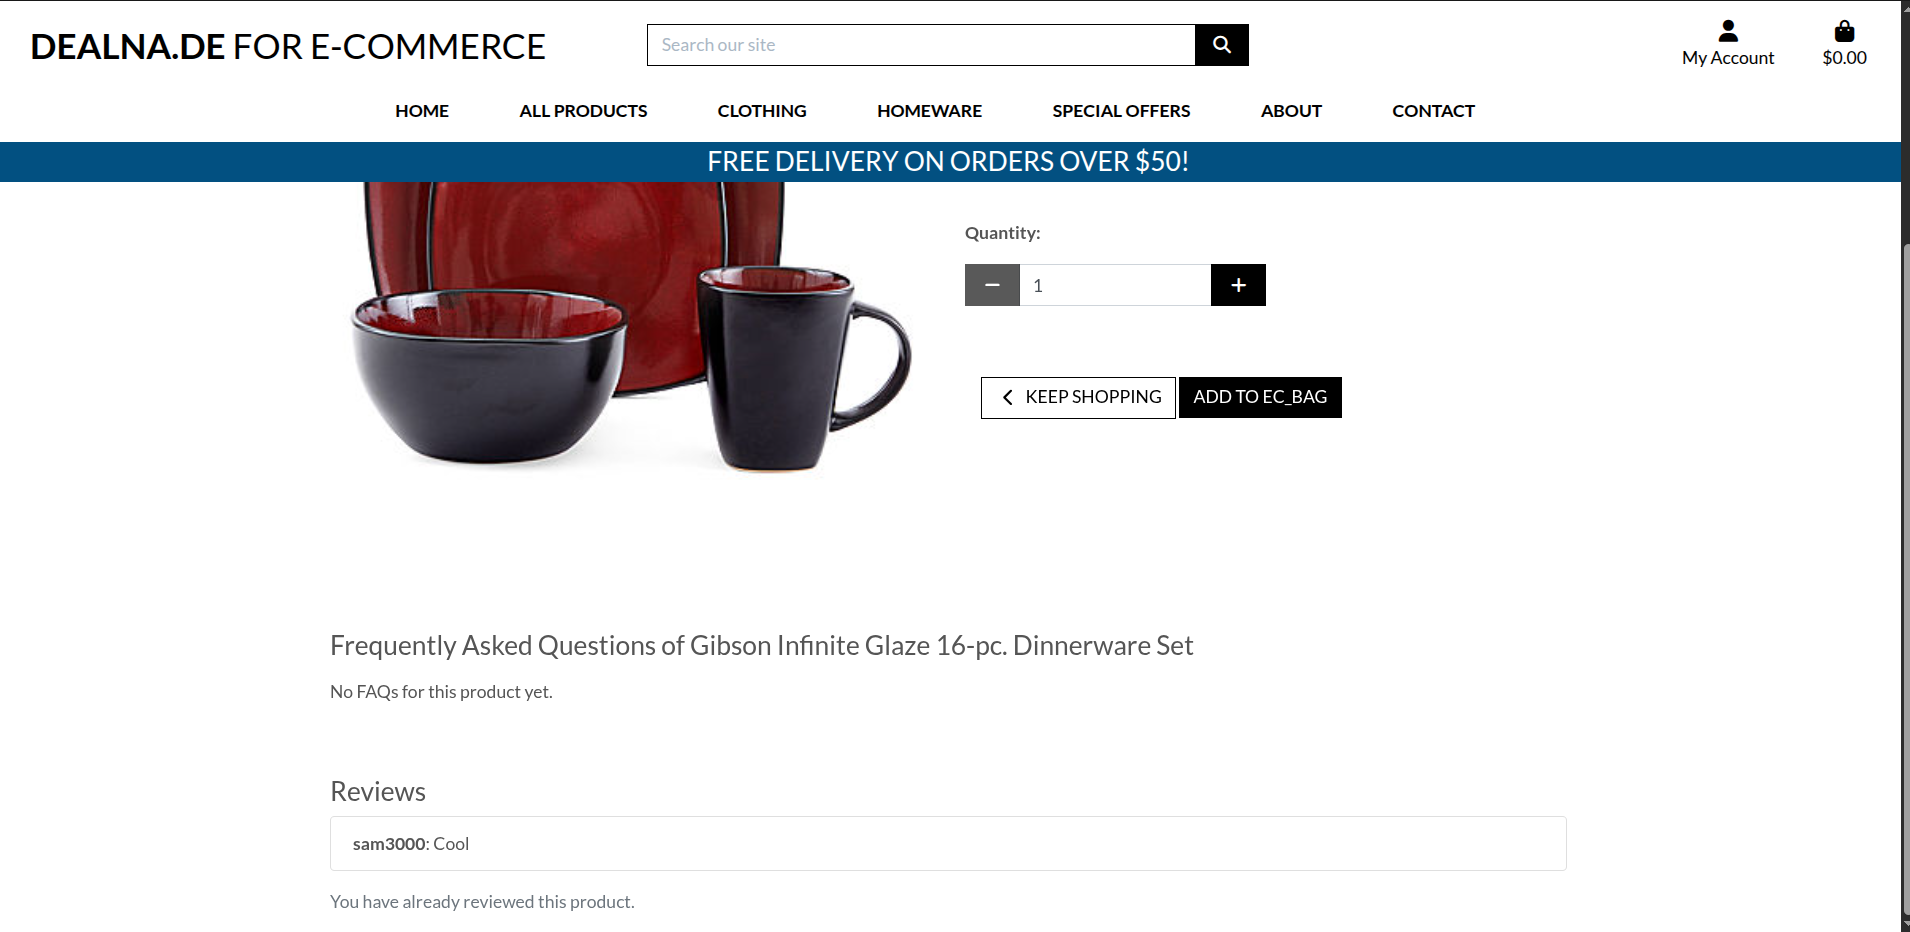 DEALNA.DE FOR E-COMMERCE
Search our site
My Account
$0.00
HOME
ALL PRODUCTS
CLOTHING
HOMEWARE
SPECIAL OFFERS
ABOUT
CONTACT
FREE DELIVERY ON ORDERS OVER $50!
Quantity:
1
KEEP SHOPPING
ADD TO EC_BAG
Frequently Asked Questions of Gibson Infinite Glaze 16-pc. Dinnerware Set
No FAQs for this product yet.
Reviews
sam3000: Cool
You have already reviewed this product.